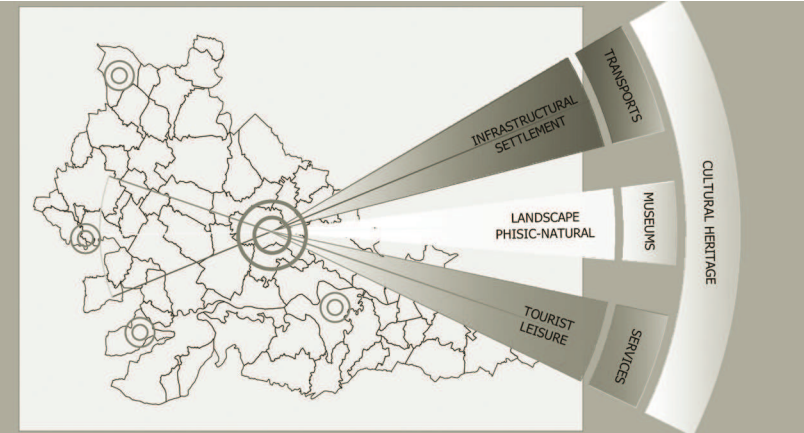 TRANSPORTS
INFRASTRUCTURAL
SETTLEMENT
CULTURAL HERITAGE
LANDSCAPE
PHISIC-NATURAL
MUSEUMS
TOURIST
LEISURE
SERVICES